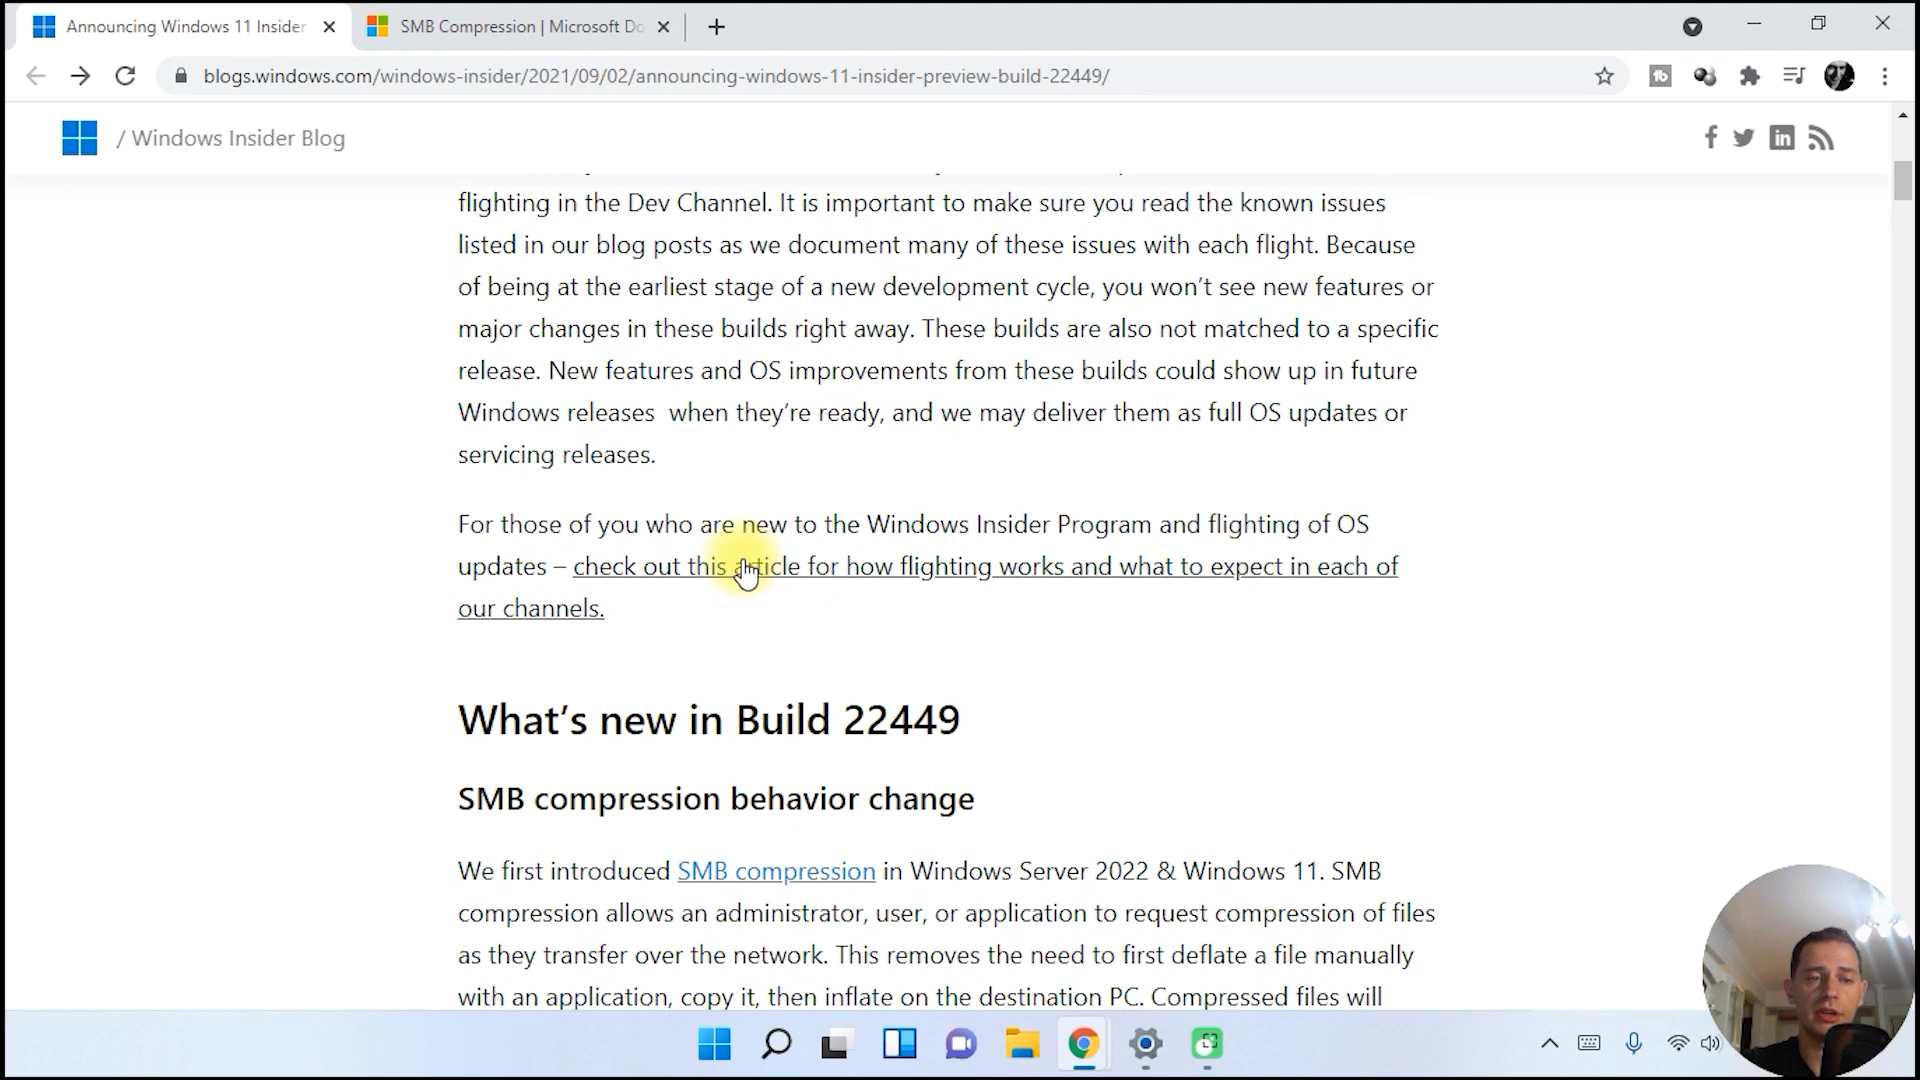 Announcing Windows 11 Insider
SMB Compression | Microsoft Do
blogs.windows.com/windows-insider/2021/09/02/announcing-windows-11-insider-preview-build-22449/
/ Windows Insider Blog
flighting in the Dev Channel. It is important to make sure you read the known issues
listed in our blog posts as we document many of these issues with each flight. Because
of being at the earliest stage of a new development cycle, you won't see new features or
major changes in these builds right away. These builds are also not matched to a specific
release. New features and OS improvements from these builds could show up in future
Windows releases when they're ready, and we may deliver them as full OS updates or
servicing releases.
For those of you who are new to the Windows Insider Program and flighting of OS
updates – check out this article for how flighting works and what to expect in each of
our channels.
What's new in Build 22449
SMB compression behavior change
We first introduced SMB compression in Windows Server 2022 & Windows 11. SMB
compression allows an administrator, user, or application to request compression of files
as they transfer over the network. This removes the need to first deflate a file manually
with an application, copy it, then inflate on the destination PC. Compressed files will